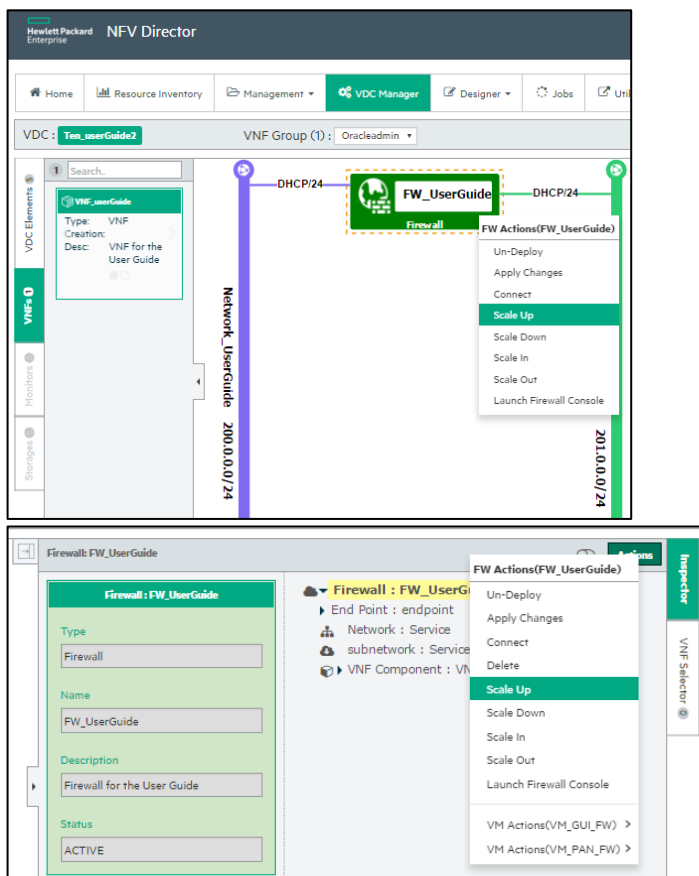 Hewlett Packard
Enterprise
NFV Director
Home
Resource Inventory
Management
VDC Manager
Designer
Jobs
VDC :
Ten_userGuide2
VNF Group (1) :
Oracleadmin
VDC Elements 5
VNFs 1
Monitors
Storages
1
Search..
VNF_userGuide
Type: VNF
Creation:
Desc: VNF for the
User Guide
DHCP/24
FW_UserGuide
Firewall
DHCP/24
Network_UserGuide 200.0.0.0/24
201.0.0.0/24
FW Actions(FW_UserGuide)
Un-Deploy
Apply Changes
Connect
Scale Up
Scale Down
Scale In
Scale Out
Launch Firewall Console
Firewall: FW_UserGuide
Actions
Firewall : FW_UserGuide
Type
Firewall
Name
FW_UserGuide
Description
Firewall for the User Guide
Status
ACTIVE
Firewall : FW_UserG
End Point : endpoint
Network : Service
subnetwork : Service
VNF Component : VN
FW Actions(FW_UserGuide)
Un-Deploy
Apply Changes
Connect
Delete
Scale Up
Scale Down
Scale In
Scale Out
Launch Firewall Console
VM Actions(VM_GUI_FW)
VM Actions(VM_PAN_FW)
Inspector
VNF Selector 0